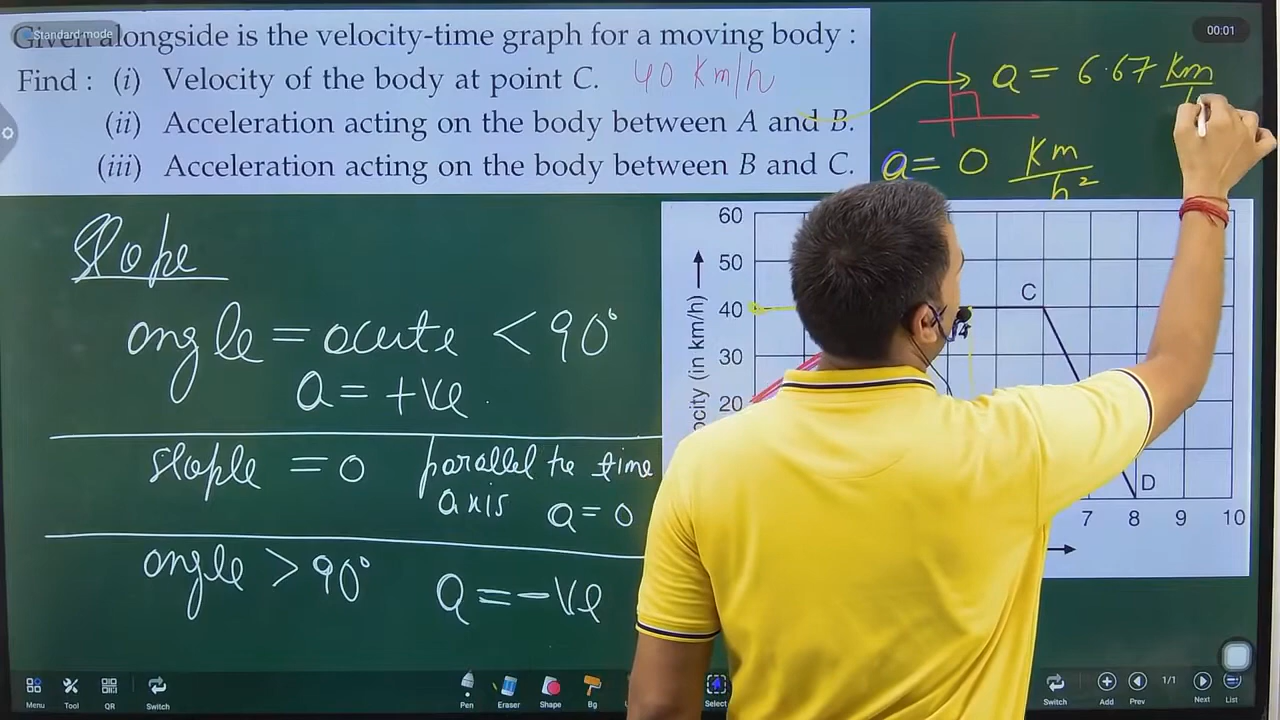 Standard mode
00:01
Given alongside is the velocity-time graph for a moving body :
Find : (i) Velocity of the body at point C. 40 Km/h
(ii) Acceleration acting on the body between A and B.
(iii) Acceleration acting on the body between B and C.
a = 6.67 Km
a = 0 Km/h²
Slope
angle = acute < 90°
a = +ve.
slople = 0 parallel to time
axis a = 0
angle > 90° a = -ve
60
50
40
30
20
ocity (in km/h)
C
D
7 8 9 10
Menu Tool QR Switch Pen Eraser Shape Bg Select Switch Add Prev 1/1 Next List